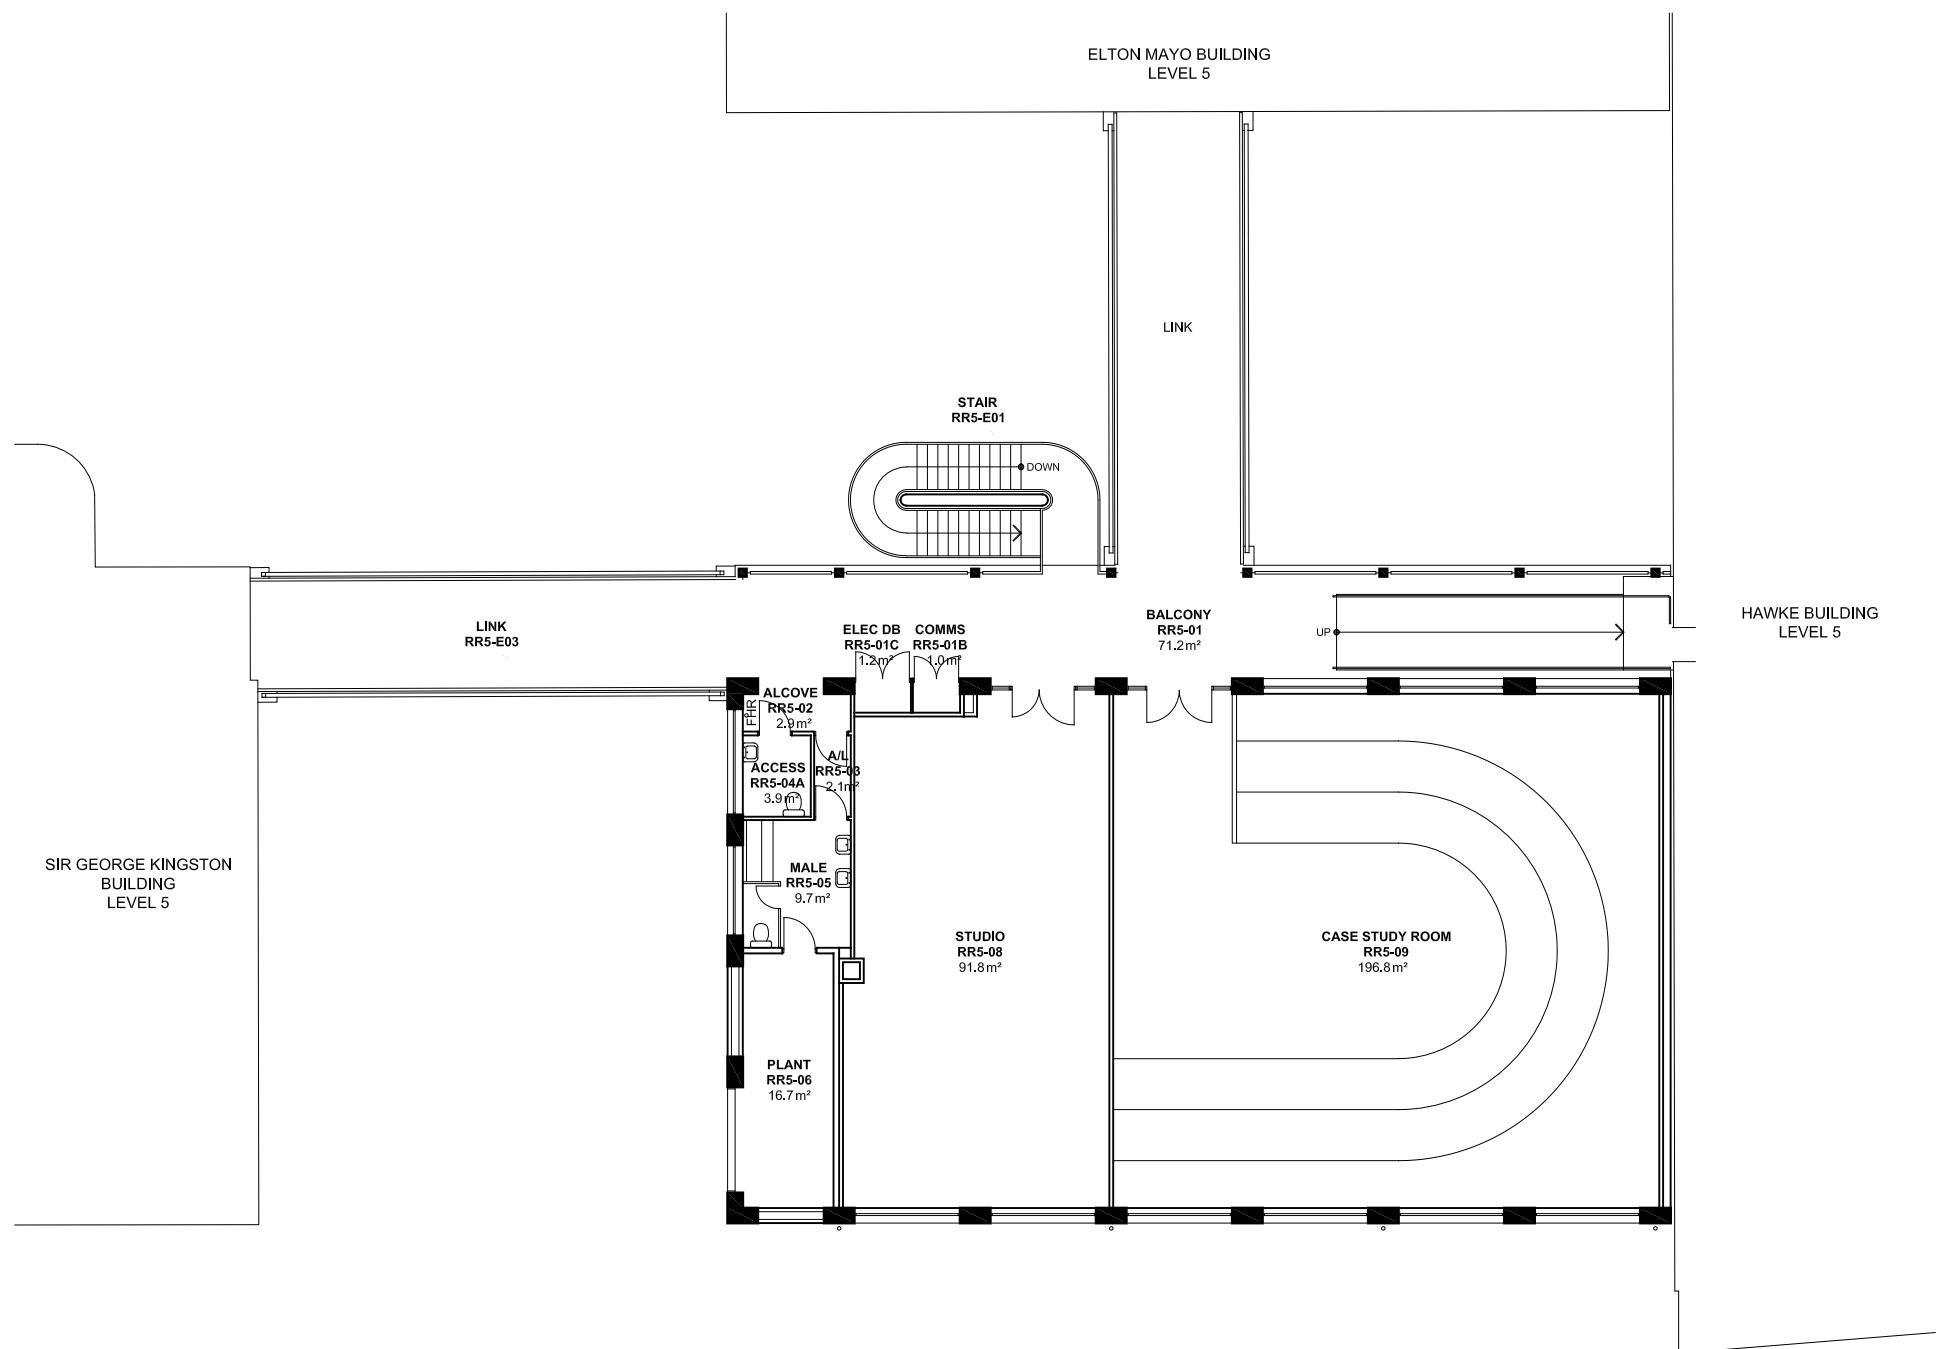 ELTON MAYO BUILDING
LEVEL 5
LINK
STAIR
RR5-E01
DOWN
LINK
RR5-E03
ELEC DB
RR5-01C
1.2m²
COMMS
RR5-01B
1.0m²
BALCONY
RR5-01
71.2m²
UP
HAWKE BUILDING
LEVEL 5
ALCOVE
RR5-02
2.9m²
FHR
A/L
RR5-03
2.1m²
ACCESS
RR5-04A
3.9m²
SIR GEORGE KINGSTON
BUILDING
LEVEL 5
MALE
RR5-05
9.7m²
STUDIO
RR5-08
91.8m²
CASE STUDY ROOM
RR5-09
196.8m²
PLANT
RR5-06
16.7m²